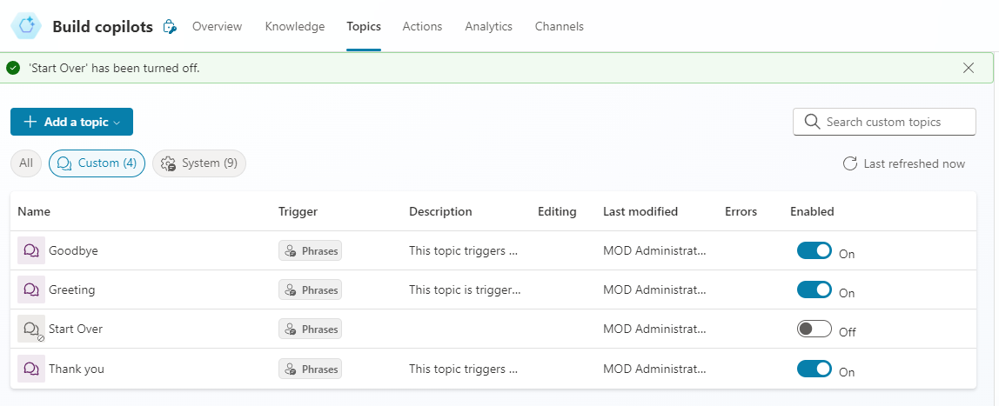 Build copilots Overview Knowledge Topics Actions Analytics Channels
'Start Over' has been turned off.
Add a topic Search custom topics
All Custom (4) System (9) Last refreshed now
Name Trigger Description Editing Last modified Errors Enabled
Goodbye Phrases This topic triggers ... MOD Administrat... On
Greeting Phrases This topic is trigger... MOD Administrat... On
Start Over Phrases MOD Administrat... Off
Thank you Phrases This topic triggers ... MOD Administrat... On